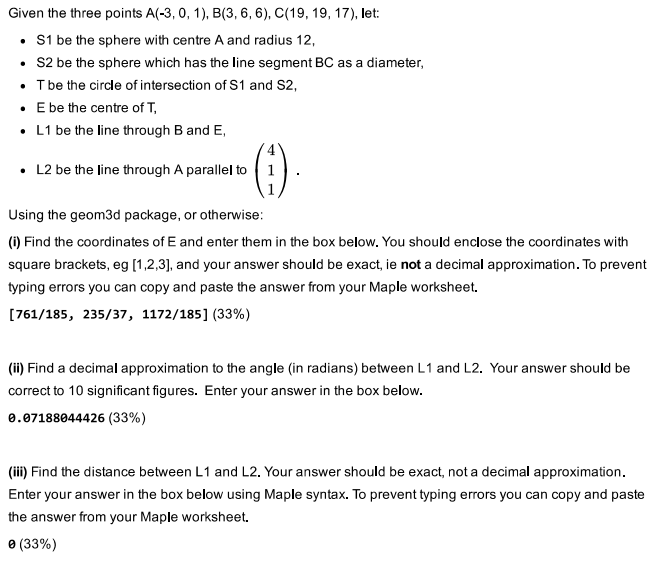 Given the three points A(-3, 0, 1), B(3, 6, 6), C(19, 19, 17), let:
• S1 be the sphere with centre A and radius 12,
• S2 be the sphere which has the line segment BC as a diameter,
• T be the circle of intersection of S1 and S2,
• E be the centre of T,
• L1 be the line through B and E,
• L2 be the line through A parallel to (4 1 1) .
Using the geom3d package, or otherwise:
(i) Find the coordinates of E and enter them in the box below. You should enclose the coordinates with
square brackets, eg [1,2,3], and your answer should be exact, ie not a decimal approximation. To prevent
typing errors you can copy and paste the answer from your Maple worksheet.
[761/185, 235/37, 1172/185] (33%)
(ii) Find a decimal approximation to the angle (in radians) between L1 and L2. Your answer should be
correct to 10 significant figures. Enter your answer in the box below.
0.07188044426 (33%)
(iii) Find the distance between L1 and L2. Your answer should be exact, not a decimal approximation.
Enter your answer in the box below using Maple syntax. To prevent typing errors you can copy and paste
the answer from your Maple worksheet.
0 (33%)